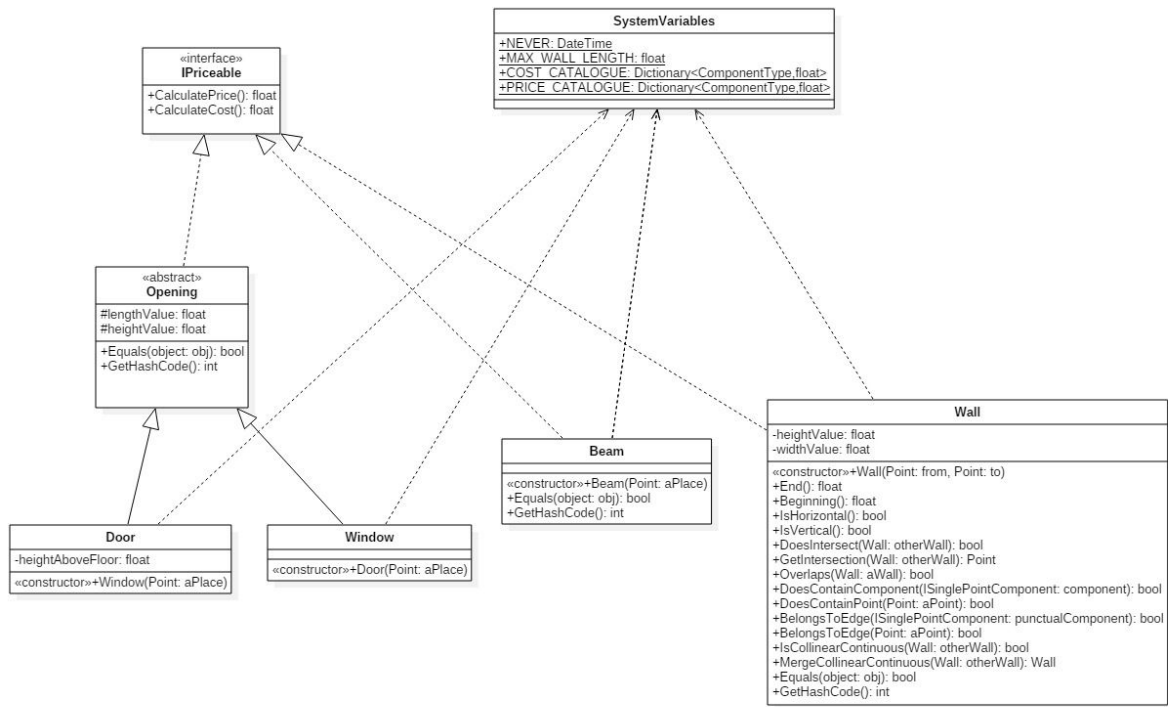 SystemVariables
+NEVER: DateTime
+MAX_WALL_LENGTH: float
+COST_CATALOGUE: Dictionary<ComponentType,float>
+PRICE_CATALOGUE: Dictionary<ComponentType,float>
«interface»
IPriceable
+CalculatePrice(): float
+CalculateCost(): float
«abstract»
Opening
#lengthValue: float
#heightValue: float
+Equals(object: obj): bool
+GetHashCode(): int
Wall
-heightValue: float
-widthValue: float
«constructor»+Wall(Point: from, Point: to)
+End(): float
+Beginning(): float
+IsHorizontal(): bool
+IsVertical(): bool
+DoesIntersect(Wall: otherWall): bool
+GetIntersection(Wall: otherWall): Point
+Overlaps(Wall: aWall): bool
+DoesContainComponent(ISinglePointComponent: component): bool
+DoesContainPoint(Point: aPoint): bool
+BelongsToEdge(ISinglePointComponent: punctualComponent): bool
+BelongsToEdge(Point: aPoint): bool
+IsCollinearContinuous(Wall: otherWall): bool
+MergeCollinearContinuous(Wall: otherWall): Wall
+Equals(object: obj): bool
+GetHashCode(): int
Beam
«constructor»+Beam(Point: aPlace)
+Equals(object: obj): bool
+GetHashCode(): int
Door
-heightAboveFloor: float
«constructor»+Window(Point: aPlace)
Window
«constructor»+Door(Point: aPlace)